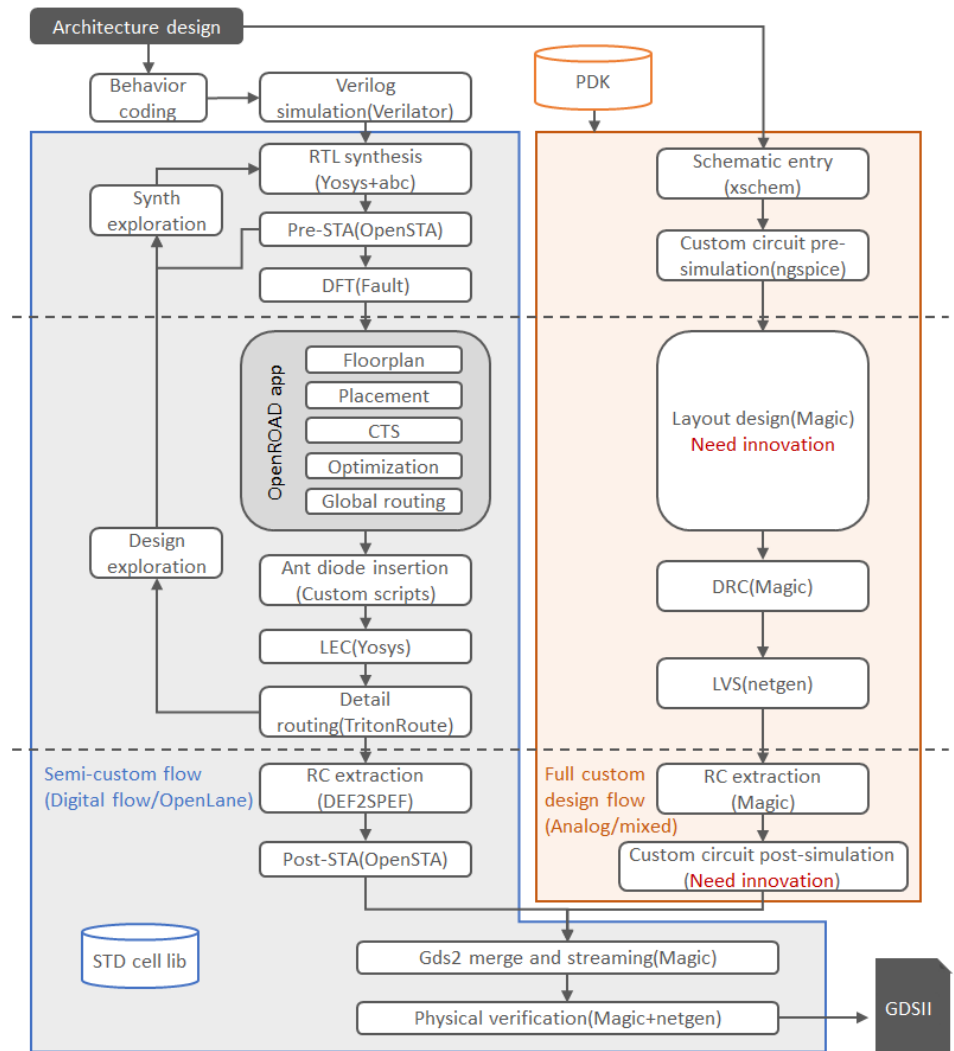 Architecture design
Behavior
coding
Verilog
simulation(Verilator)
PDK
RTL synthesis
(Yosys+abc)
Synth
exploration
Pre-STA(OpenSTA)
DFT(Fault)
Schematic entry
(xschem)
Custom circuit pre-
simulation(ngspice)
OpenROAD app
Floorplan
Placement
CTS
Optimization
Global routing
Layout design(Magic)
Need innovation
Design
exploration
Ant diode insertion
(Custom scripts)
LEC(Yosys)
Detail
routing(TritonRoute)
DRC(Magic)
LVS(netgen)
Semi-custom flow
(Digital flow/OpenLane)
RC extraction
(DEF2SPEF)
Post-STA(OpenSTA)
Full custom
design flow
(Analog/mixed)
RC extraction
(Magic)
Custom circuit post-simulation
(Need innovation)
STD cell lib
Gds2 merge and streaming(Magic)
Physical verification(Magic+netgen)
GDSII